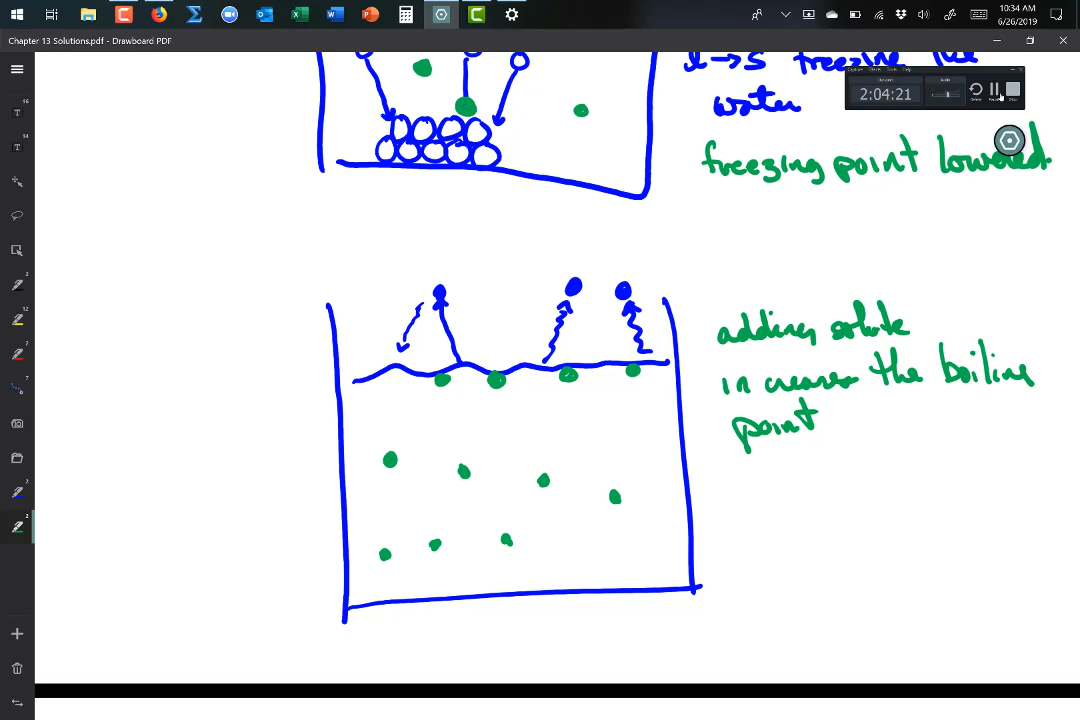 10:34 AM
6/26/2019
Chapter 13 Solutions.pdf - Drawboard PDF
l→s freezing
water
2:04:21
freezing point lowered
adding solute
increases the boiling
point